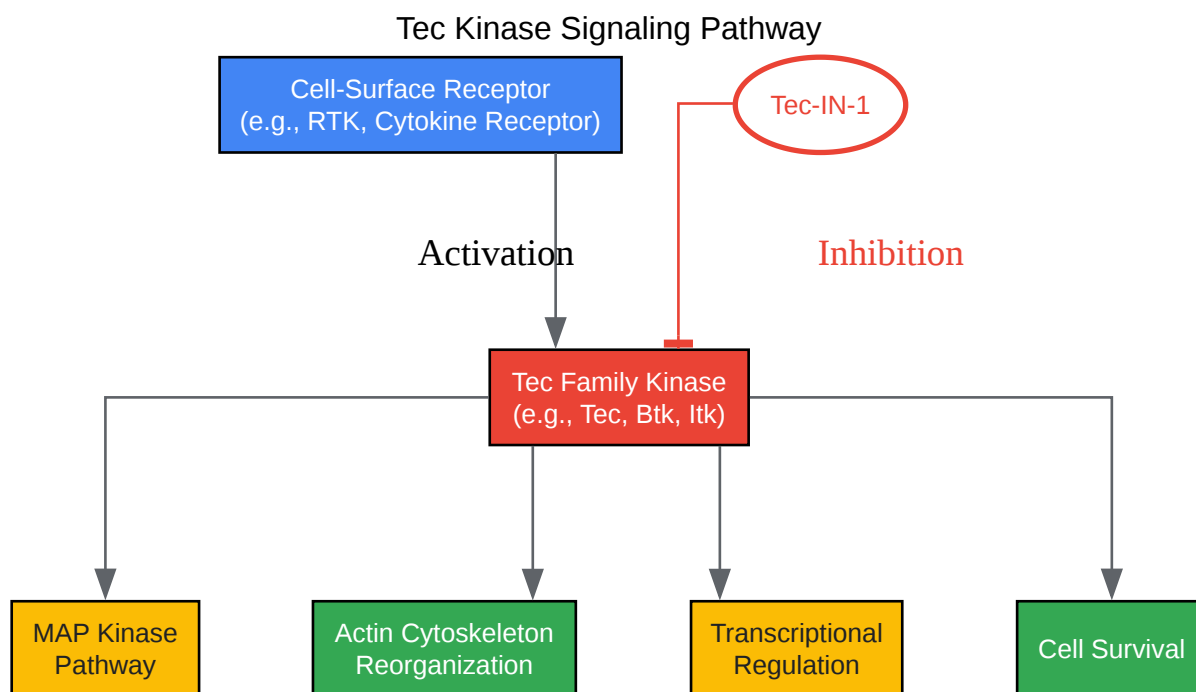 Tec Kinase Signaling Pathway
Cell-Surface Receptor
(e.g., RTK, Cytokine Receptor)
Tec-IN-1
Activation
Inhibition
Tec Family Kinase
(e.g., Tec, Btk, Itk)
MAP Kinase
Pathway
Actin Cytoskeleton
Reorganization
Transcriptional
Regulation
Cell Survival